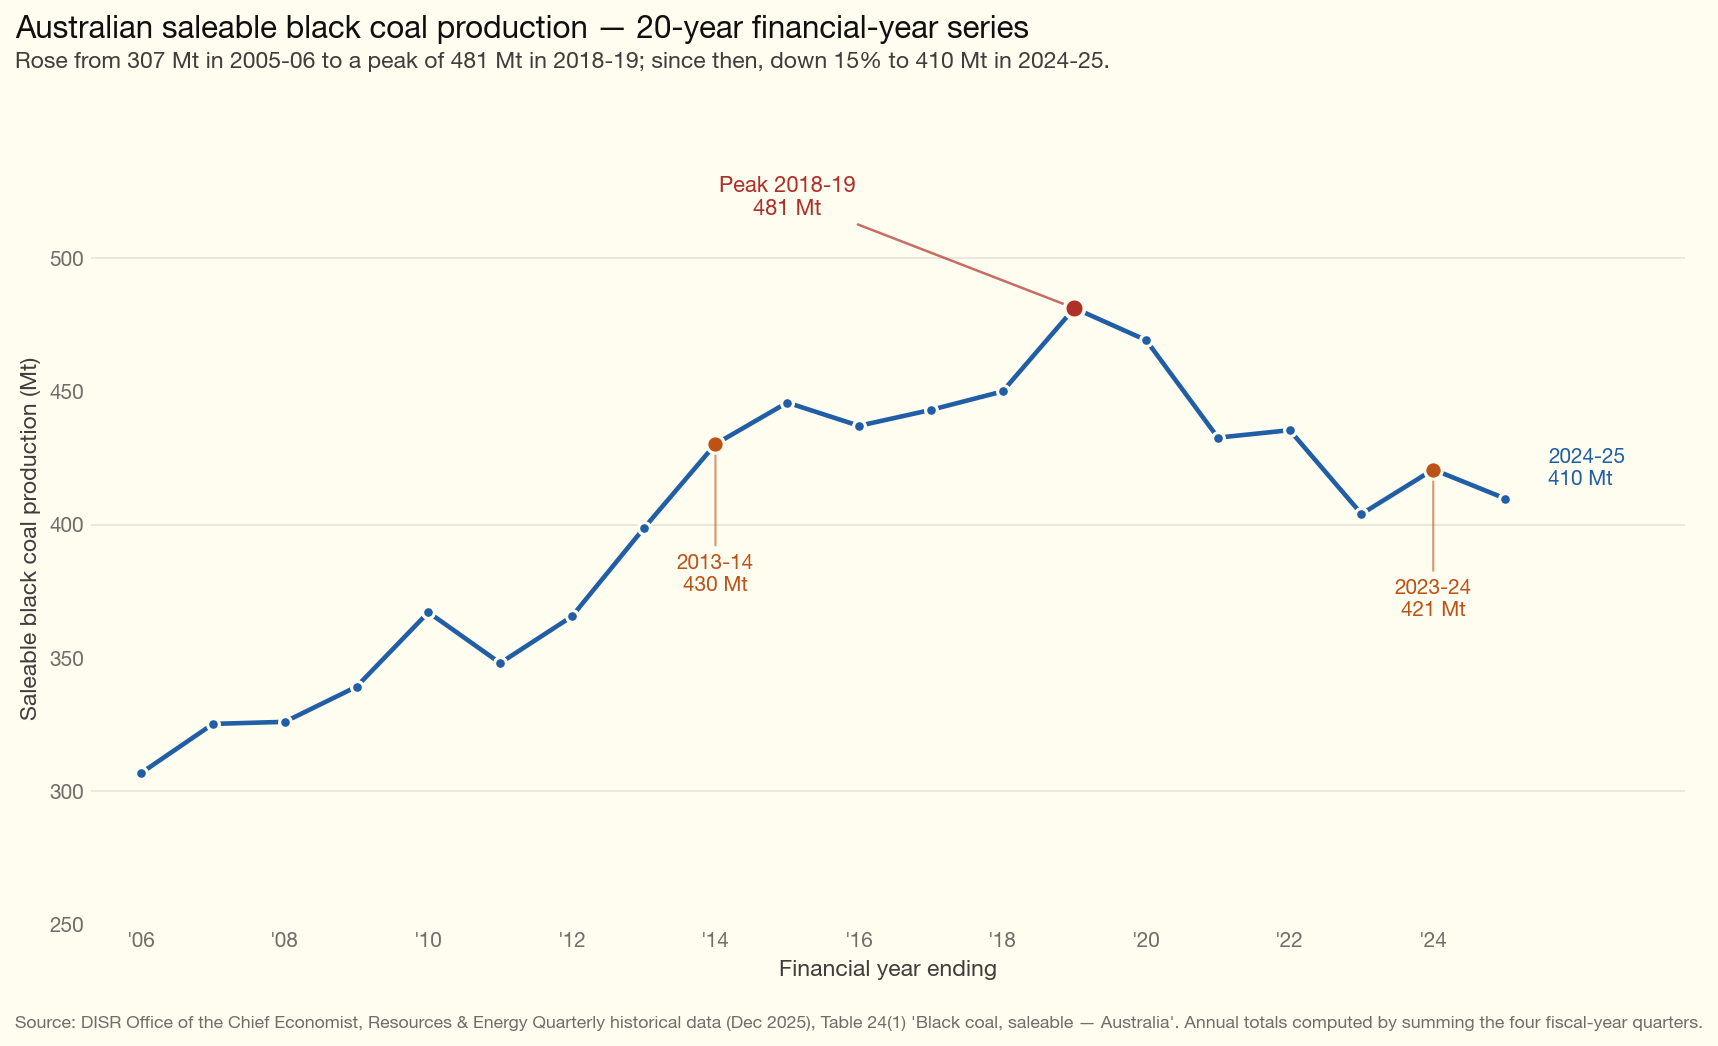 Australian saleable black coal production — 20-year financial-year series
Rose from 307 Mt in 2005-06 to a peak of 481 Mt in 2018-19; since then, down 15% to 410 Mt in 2024-25.
Peak 2018-19
481 Mt
500
450
400
350
300
250
Saleable black coal production (Mt)
2013-14
430 Mt
2024-25
410 Mt
2023-24
421 Mt
'06
'08
'10
'12
'14
'16
'18
'20
'22
'24
Financial year ending
Source: DISR Office of the Chief Economist, Resources & Energy Quarterly historical data (Dec 2025), Table 24(1) 'Black coal, saleable — Australia'. Annual totals computed by summing the four fiscal-year quarters.